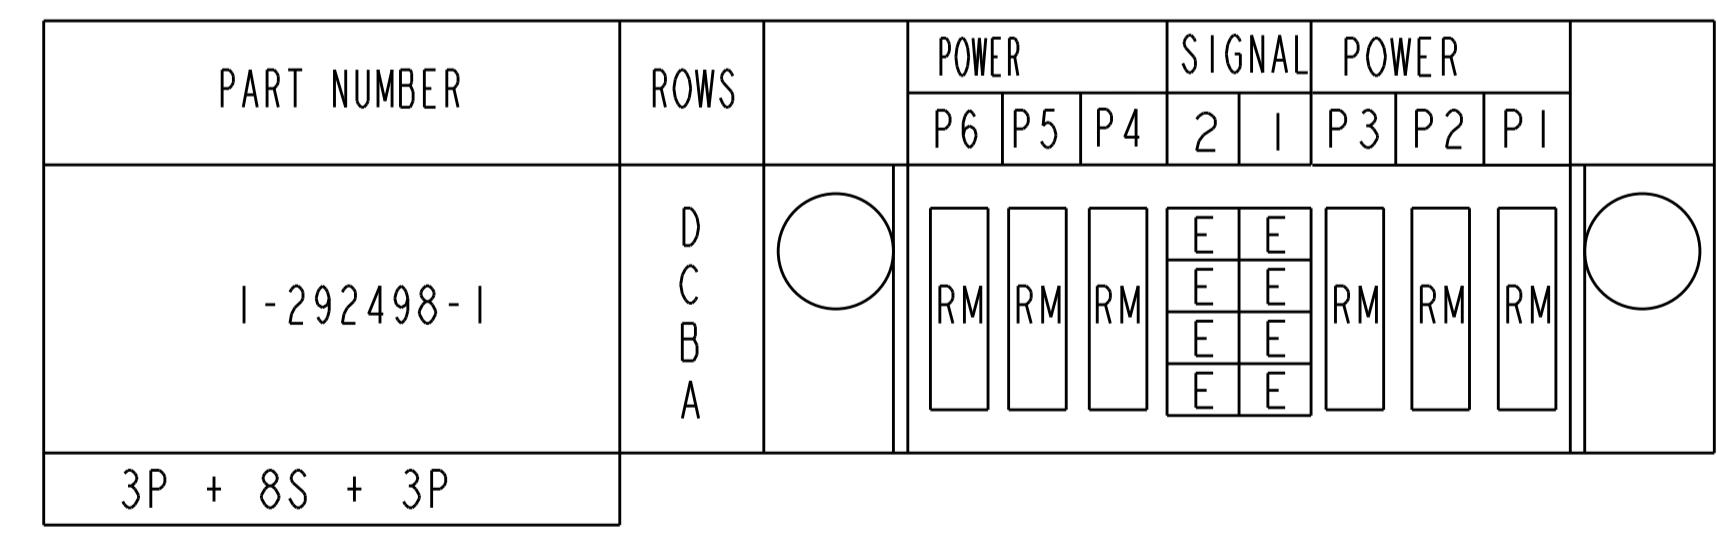 PART NUMBER ROWS POWER SIGNAL POWER
P6 P5 P4 2 1 P3 P2 P1
D E E
C E E
1-292498-1 RM RM RM RM RM RM
B E E
A E E
3P + 8S + 3P